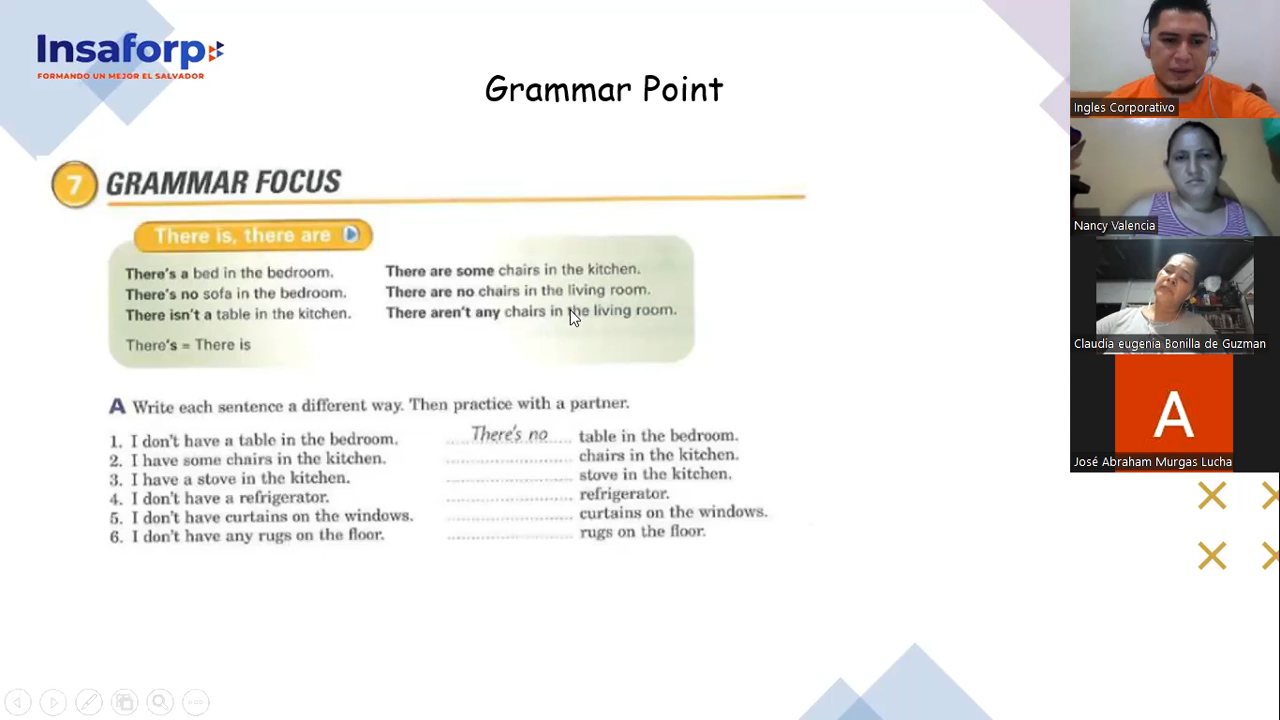 Insaforp
FORMANDO UN MEJOR EL SALVADOR
Grammar Point
7 GRAMMAR FOCUS
There is, there are
There's a bed in the bedroom.
There's no sofa in the bedroom.
There isn't a table in the kitchen.
There's = There is
There are some chairs in the kitchen.
There are no chairs in the living room.
There aren't any chairs in the living room.
A Write each sentence a different way. Then practice with a partner.
1. I don't have a table in the bedroom. There's no table in the bedroom.
2. I have some chairs in the kitchen. chairs in the kitchen.
3. I have a stove in the kitchen. stove in the kitchen.
4. I don't have a refrigerator. refrigerator.
5. I don't have curtains on the windows. curtains on the windows.
6. I don't have any rugs on the floor. rugs on the floor.
Ingles Corporativo
Nancy Valencia
Claudia eugenia Bonilla de Guzman
A
José Abraham Murgas Lucha